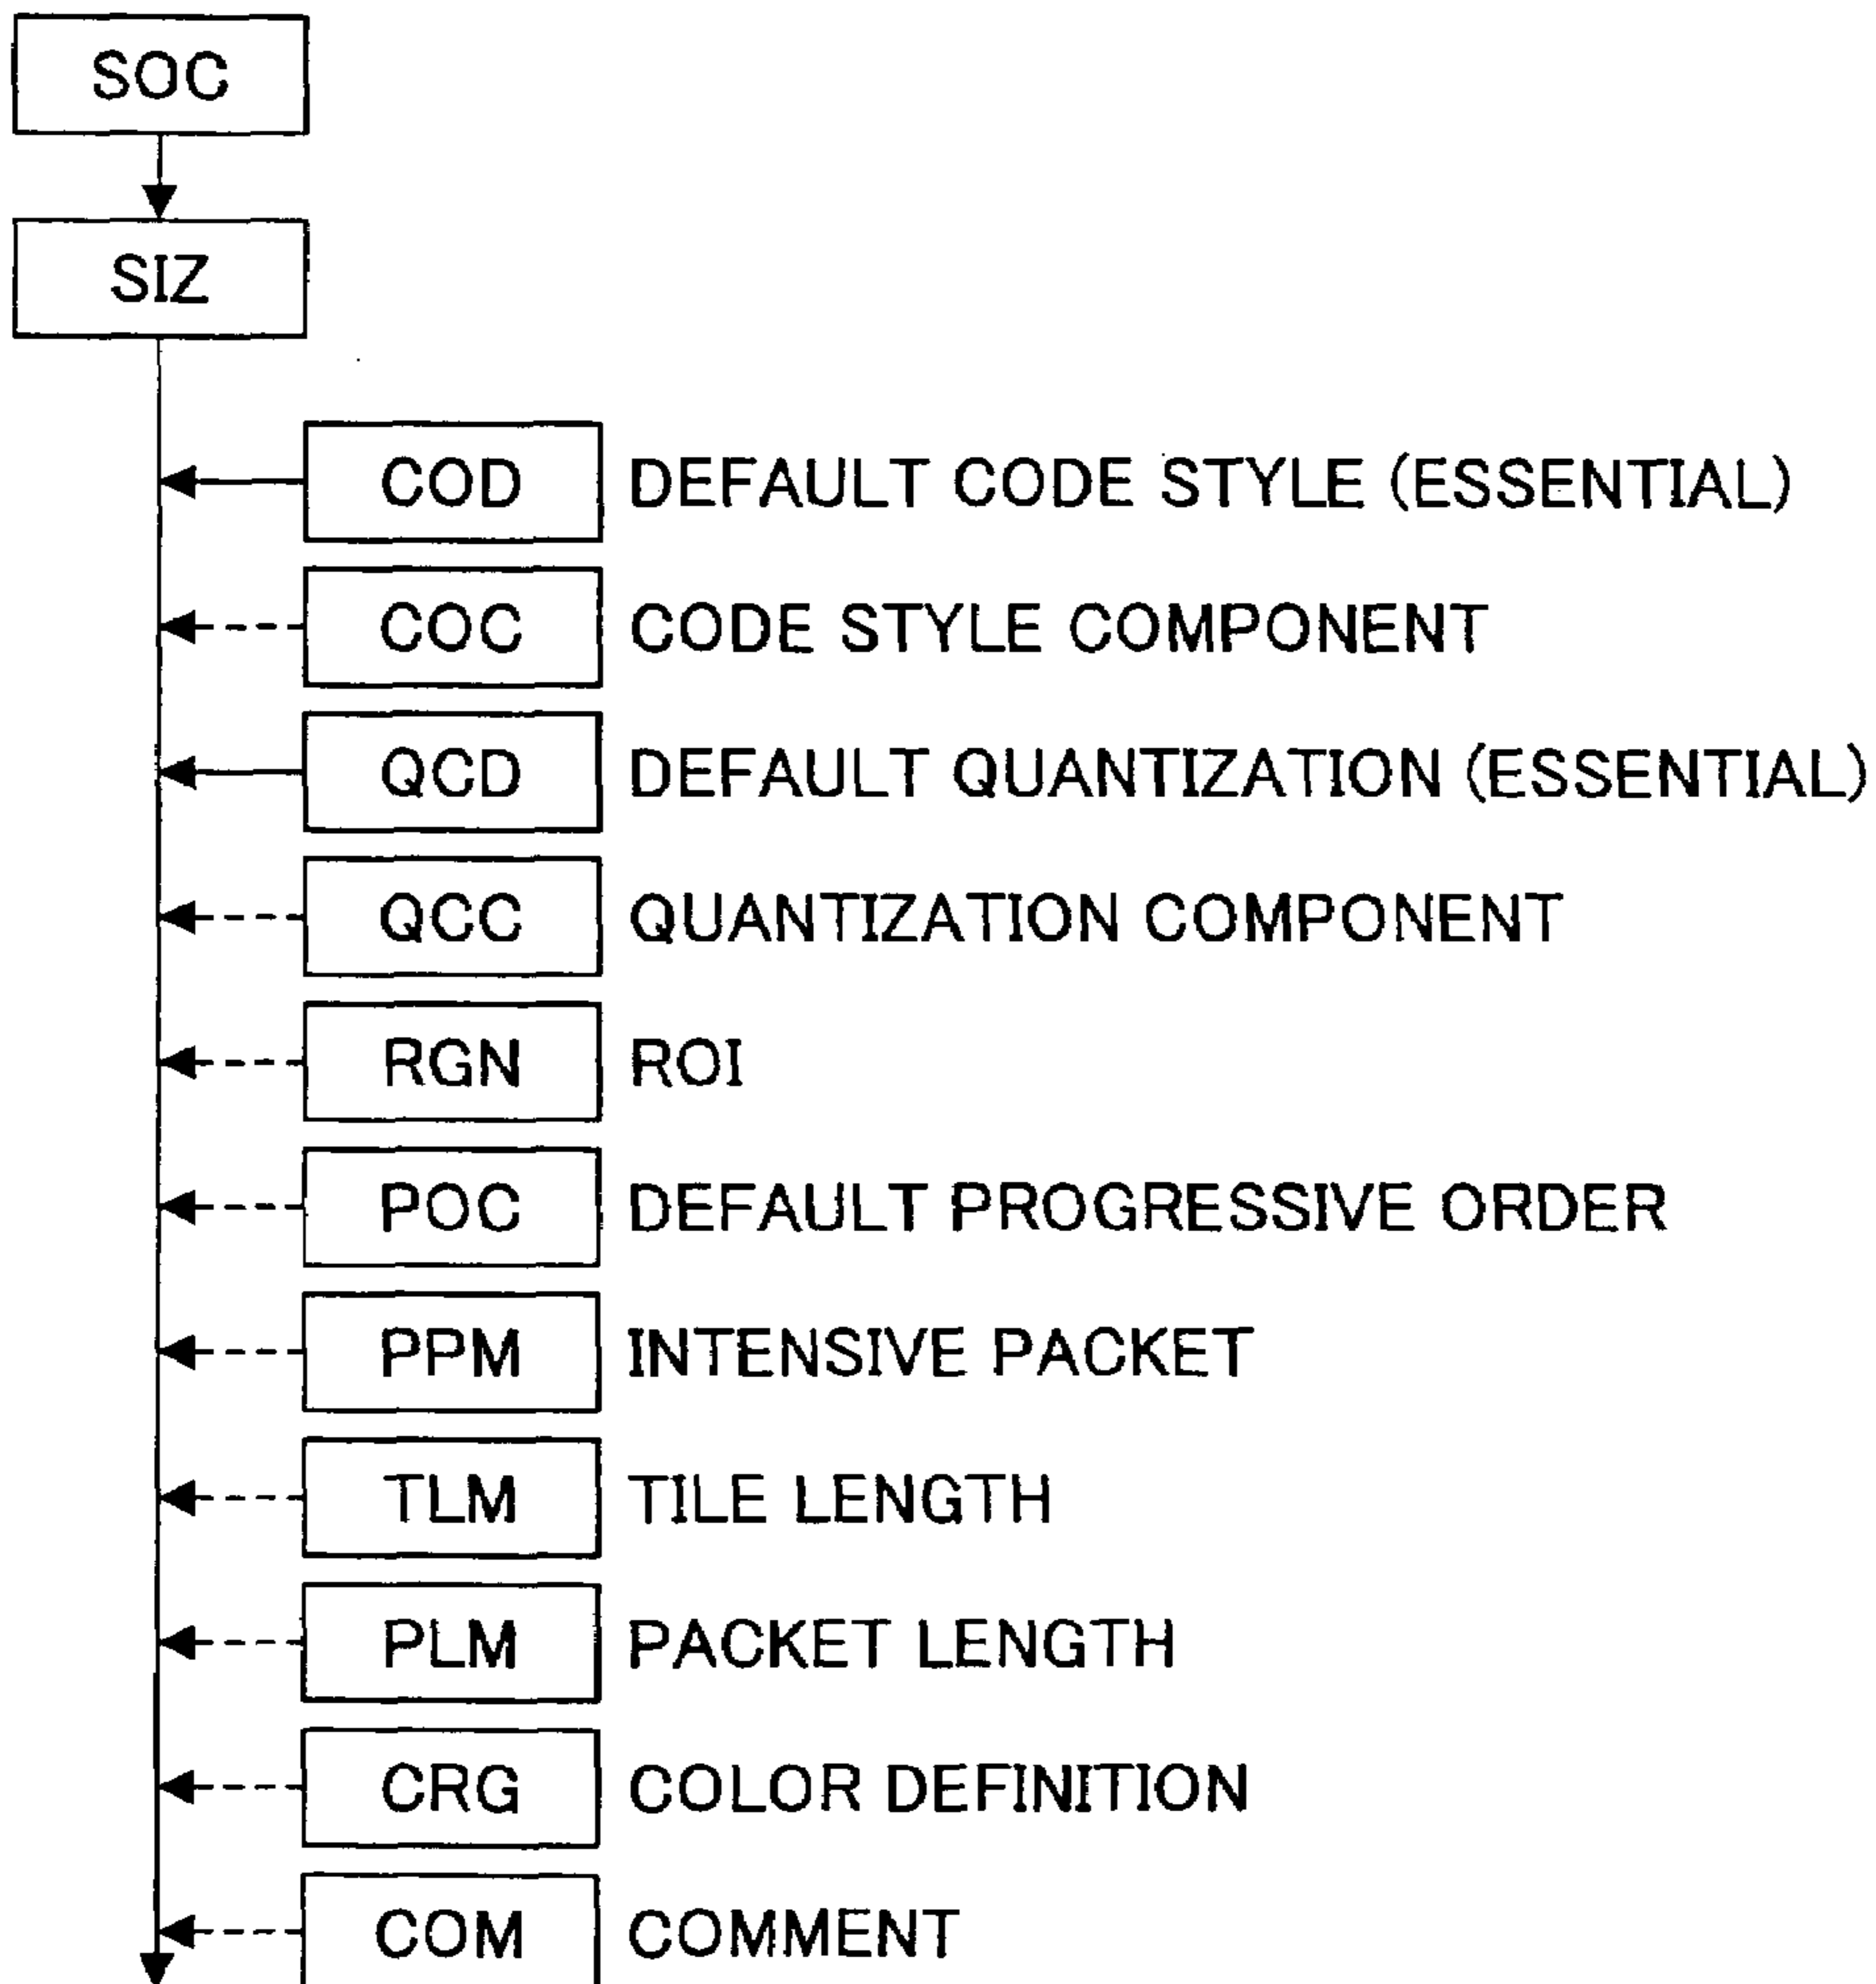 SOC
SIZ
COD DEFAULT CODE STYLE (ESSENTIAL)
COC CODE STYLE COMPONENT
QCD DEFAULT QUANTIZATION (ESSENTIAL)
QCC QUANTIZATION COMPONENT
RGN ROI
POC DEFAULT PROGRESSIVE ORDER
PPM INTENSIVE PACKET
TLM TILE LENGTH
PLM PACKET LENGTH
CRG COLOR DEFINITION
COM COMMENT